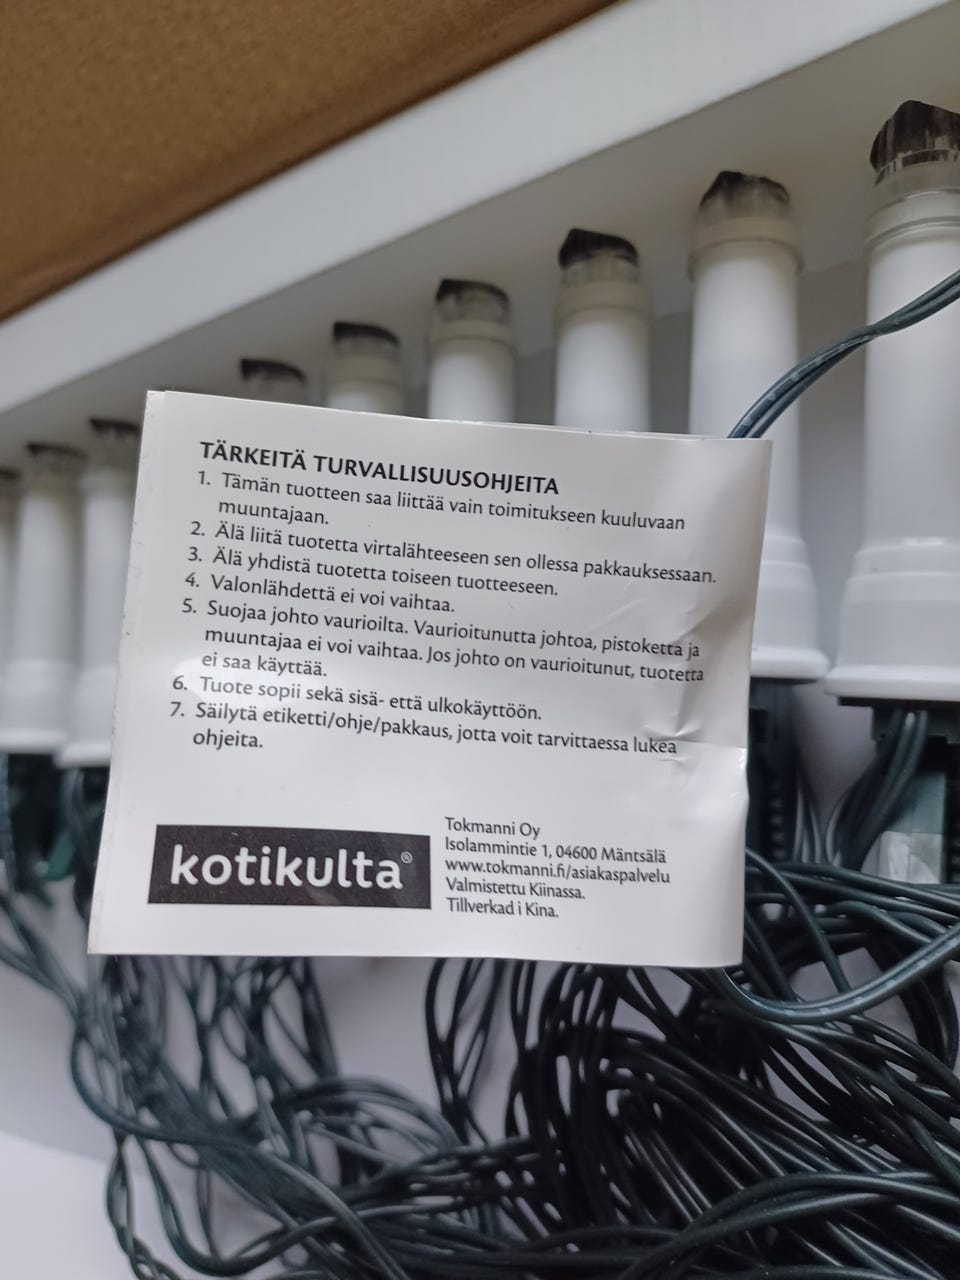 TÄRKEITÄ TURVALLISUUSOHJEITA
1. Tämän tuotteen saa liittää vain toimitukseen kuuluvaan
muuntajaan.
2. Älä liitä tuotetta virtalähteeseen sen ollessa pakkauksessaan.
3. Älä yhdistä tuotetta toiseen tuotteeseen.
4. Valonlähdettä ei voi vaihtaa.
5. Suojaa johto vaurioilta. Vaurioitunutta johtoa, pistoketta ja
muuntajaa ei voi vaihtaa. Jos johto on vaurioitunut, tuotetta
ei saa käyttää.
6. Tuote sopii sekä sisä- että ulkokäyttöön.
7. Säilytä etiketti/ohje/pakkaus, jotta voit tarvittaessa lukea
ohjeita.
kotikulta®
Tokmanni Oy
Isolammintie 1, 04600 Mäntsälä
www.tokmanni.fi/asiakaspalvelu
Valmistettu Kiinassa.
Tillverkad i Kina.